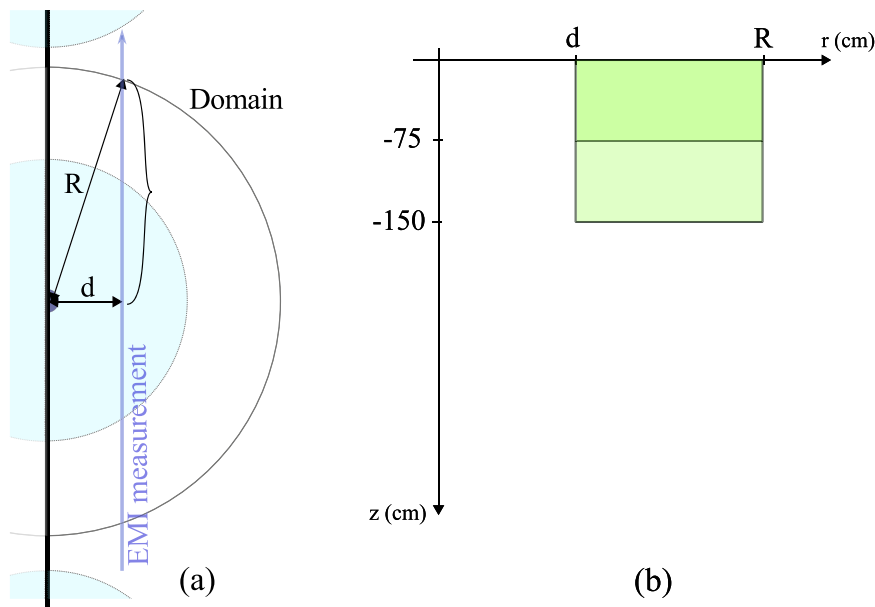 Domain
R
d
EMI measurement
(a)
d
R
r (cm)
-75
-150
z (cm)
(b)